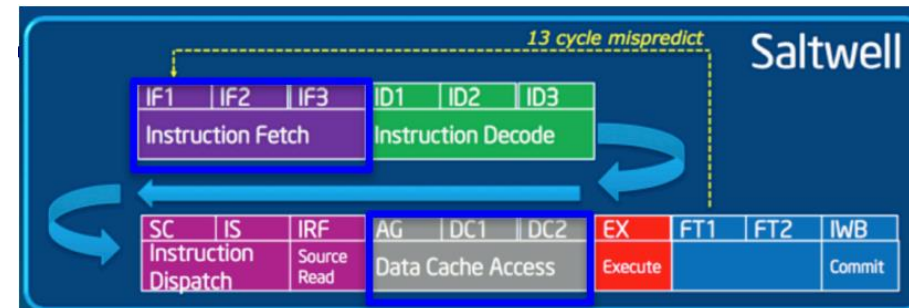 13 cycle mispredict
Saltwell
IF1 IF2 IF3 ID1 ID2 ID3
Instruction Fetch Instruction Decode
SC IS IRF AG DC1 DC2 EX FT1 FT2 IWB
Instruction Dispatch Source Read Data Cache Access Execute Commit